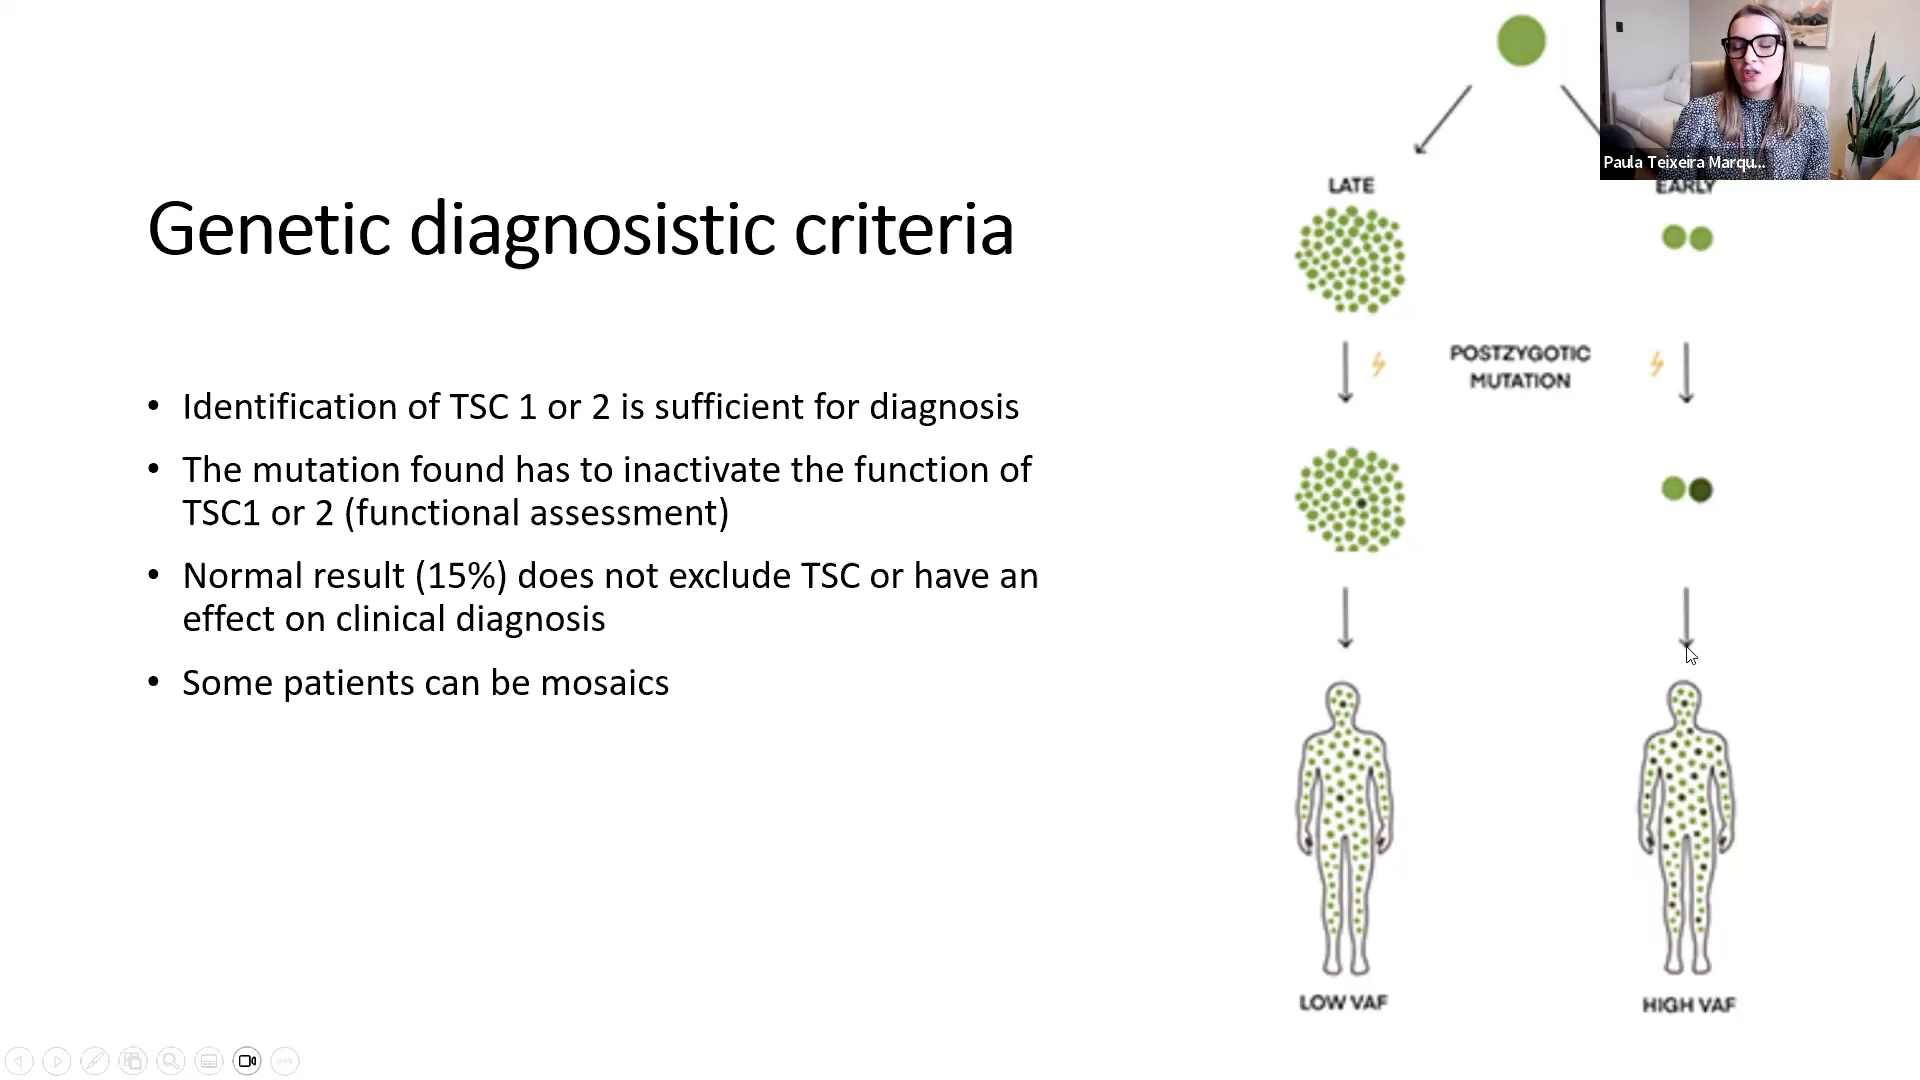 Genetic diagnosistic criteria
• Identification of TSC 1 or 2 is sufficient for diagnosis
• The mutation found has to inactivate the function of
TSC1 or 2 (functional assessment)
• Normal result (15%) does not exclude TSC or have an
effect on clinical diagnosis
• Some patients can be mosaics
Paula Teixeira Marqu...
LATE
EARLY
POSTZYGOTIC
MUTATION
LOW VAF
HIGH VAF